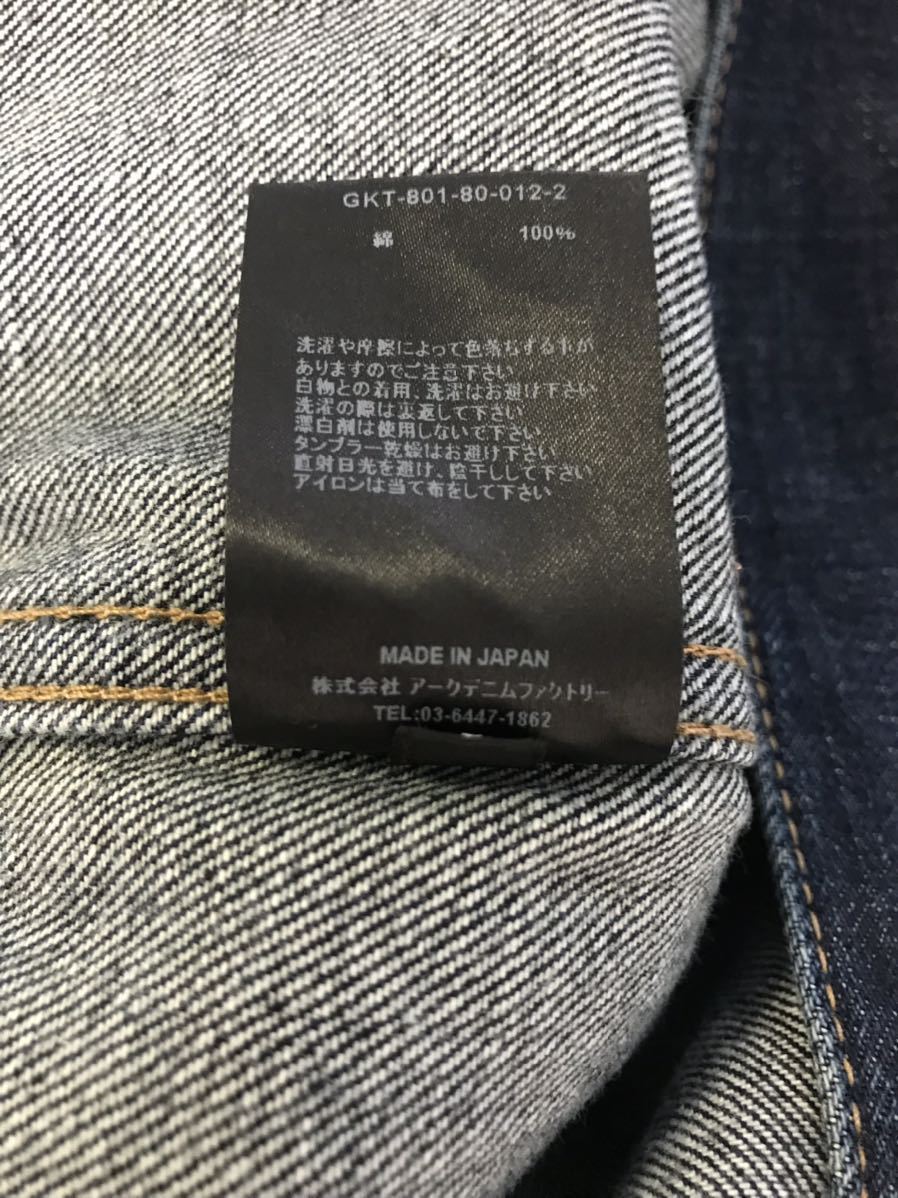 GKT-801-80-012-2
綿 100%
洗濯や摩擦によって色落ちする事が
ありますのでご注意下さい
白物との着用、洗濯はお避け下さい
洗濯の際は裏返して下さい
漂白剤は使用しないで下さい
タンブラー乾燥はお避け下さい
直射日光を避け、陰干しして下さい
アイロンは当て布をして下さい
MADE IN JAPAN
株式会社 アークデニムファクトリー
TEL:03-6447-1862